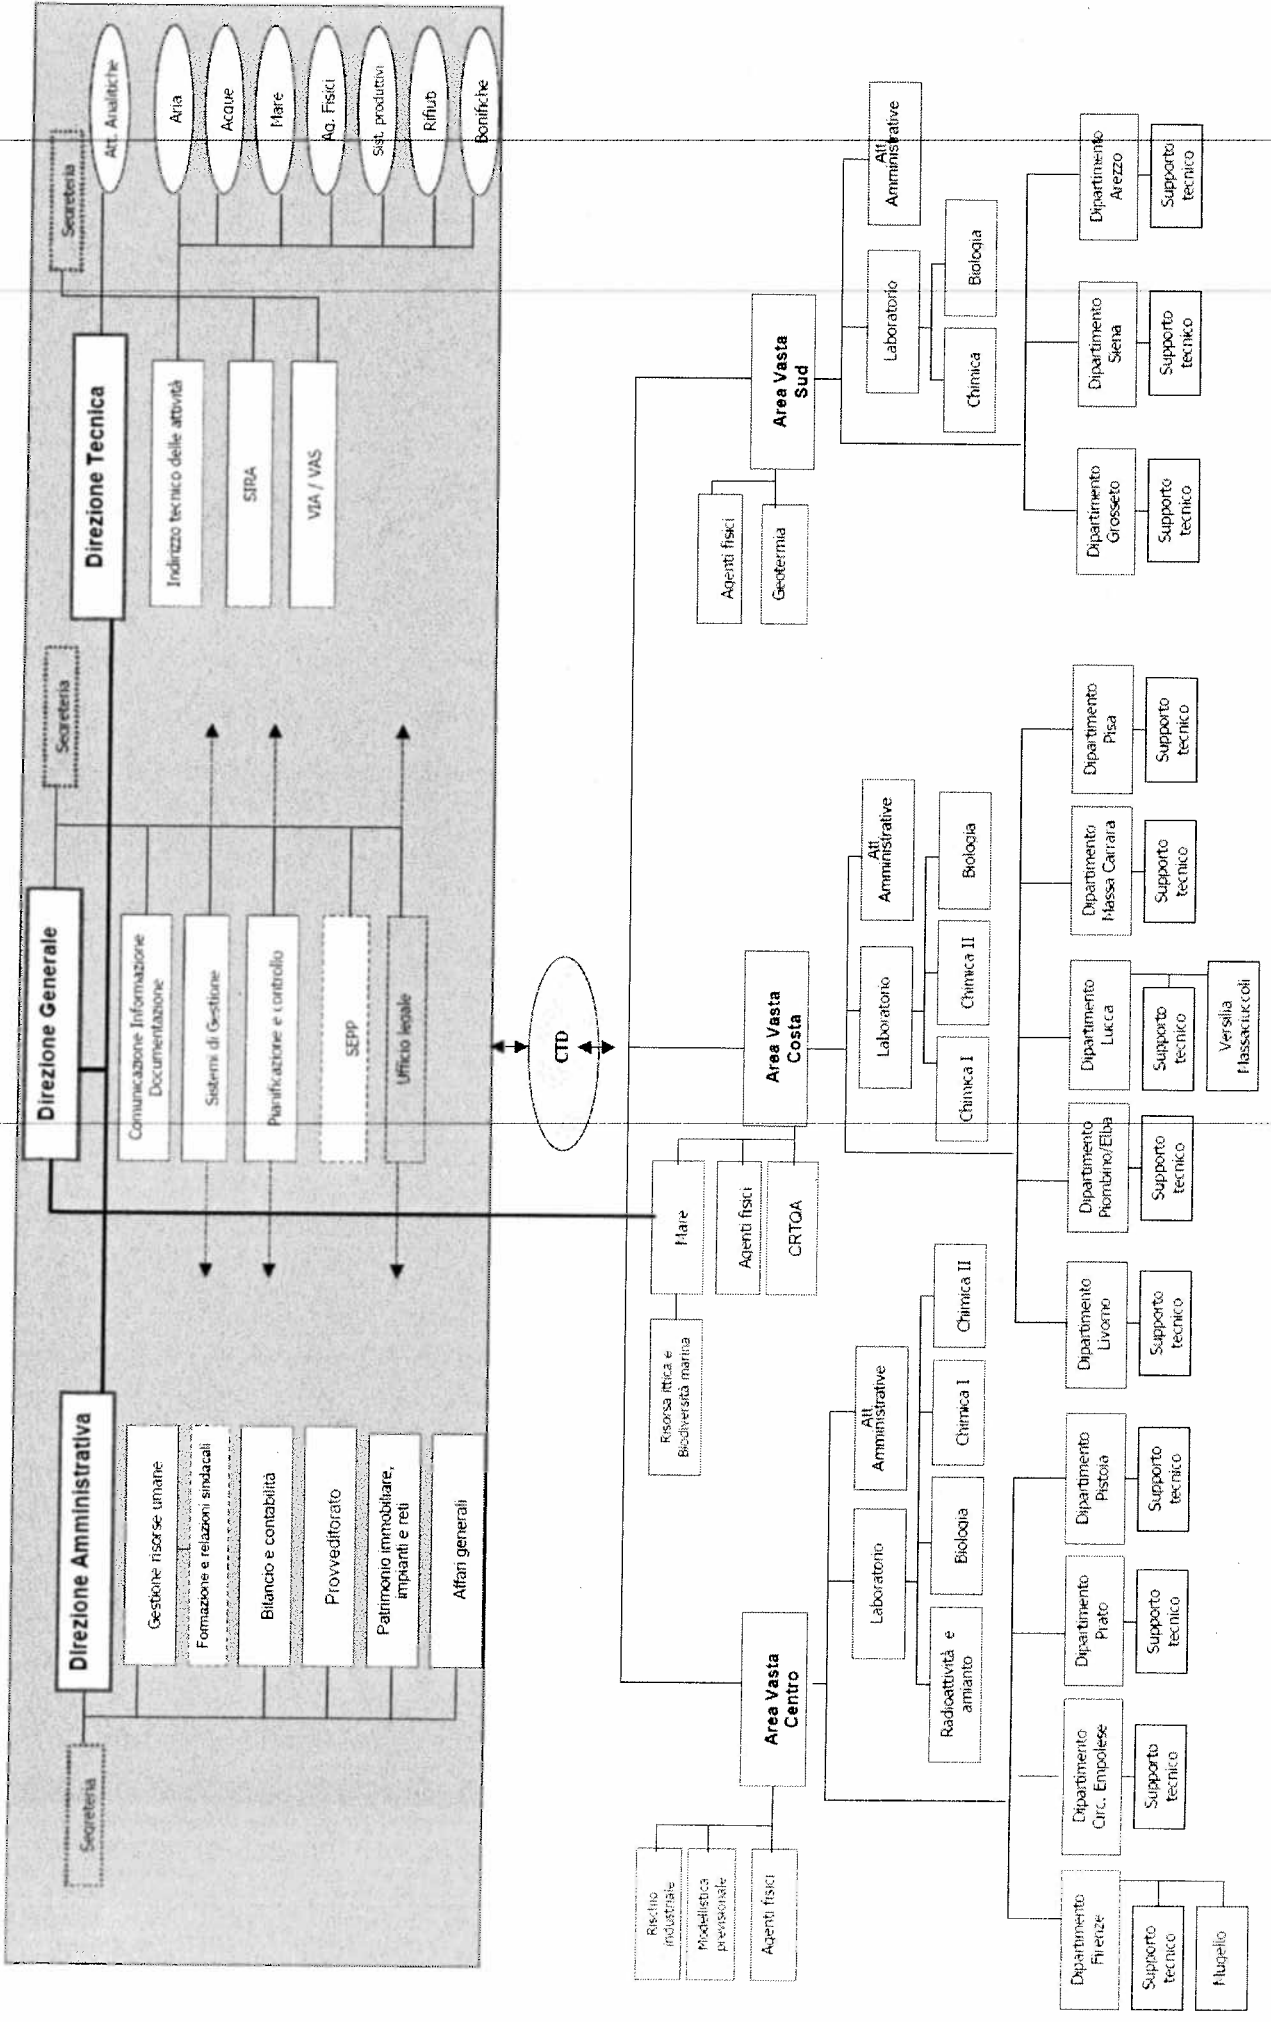 Direzione Generale
Segreteria
Direzione Amministrativa
Segreteria
Direzione Tecnica
Segreteria
Gestione risorse umane
Formazione e relazioni sindacali
Bilancio e contabilità
Provveditorato
Patrimonio immobiliare,
impianti e reti
Affari generali
Comunicazione Informazione
Documentazione
Sistemi di Gestione
Pianificazione e controllo
SEPP
Ufficio legale
Indirizzo tecnico delle attività
SIRA
VIA / VAS
Att. Analitiche
Aria
Acque
Mare
Ag. Fisici
Sist. produttivi
Rifiuti
Bonifiche
CTD
Area Vasta
Centro
Rischio
industriale
Modellistica
previsionale
Agenti fisici
Laboratorio
Att.
Amministrative
Radioattività e
amianto
Biologia
Chimica I
Chimica II
Dipartimento
Firenze
Supporto
tecnico
Mugello
Dipartimento
Circ. Empolese
Supporto
tecnico
Dipartimento
Prato
Supporto
tecnico
Dipartimento
Pistoia
Supporto
tecnico
Area Vasta
Costa
Mare
Risorsa ittica e
Biodiversità marina
Agenti fisici
CRTQA
Laboratorio
Att.
Amministrative
Chimica I
Chimica II
Biologia
Dipartimento
Livorno
Supporto
tecnico
Dipartimento
Piombino/Elba
Supporto
tecnico
Dipartimento
Lucca
Supporto
tecnico
Versilia
Massaciuccoli
Dipartimento
Massa Carrara
Supporto
tecnico
Dipartimento
Pisa
Supporto
tecnico
Area Vasta
Sud
Agenti fisici
Geotermia
Laboratorio
Att.
Amministrative
Chimica
Biologia
Dipartimento
Grosseto
Supporto
tecnico
Dipartimento
Siena
Supporto
tecnico
Dipartimento
Arezzo
Supporto
tecnico